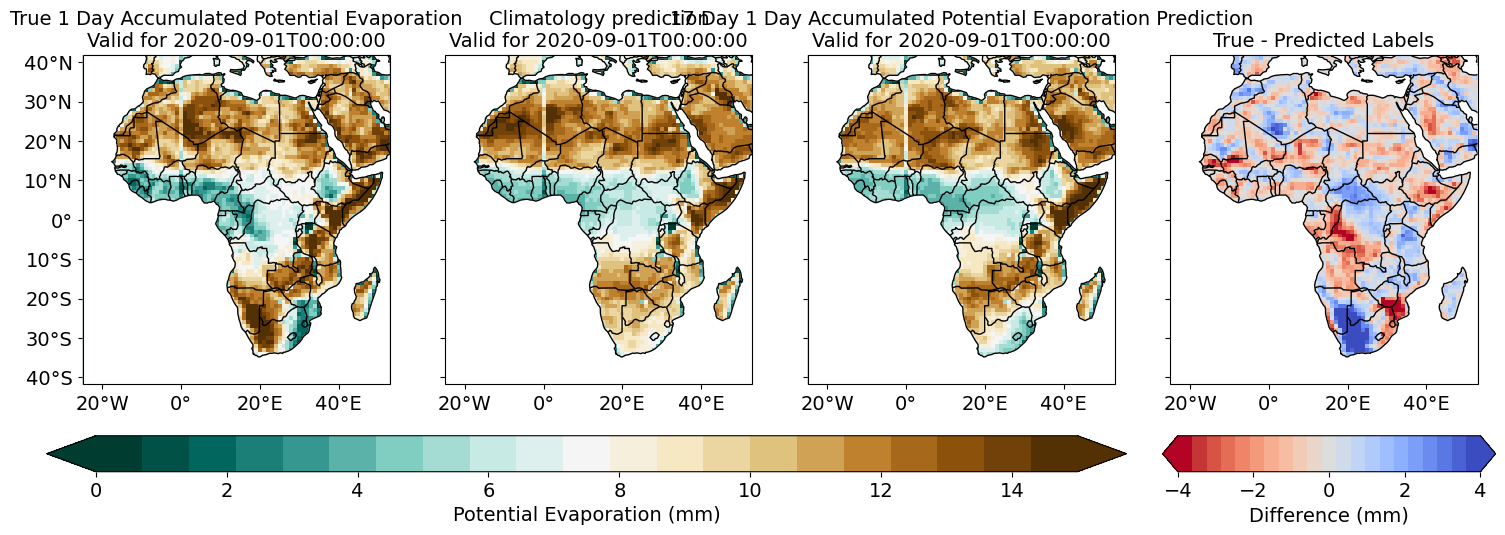 True 1 Day Accumulated Potential Evaporation
Valid for 2020-09-01T00:00:00
Climatology prediction
Valid for 2020-09-01T00:00:00
17 Day 1 Day Accumulated Potential Evaporation Prediction
Valid for 2020-09-01T00:00:00
True - Predicted Labels
40°N
30°N
20°N
10°N
0°
10°S
20°S
30°S
40°S
20°W 0° 20°E 40°E
20°W 0° 20°E 40°E
20°W 0° 20°E 40°E
20°W 0° 20°E 40°E
0 2 4 6 8 10 12 14
Potential Evaporation (mm)
−4 −2 0 2 4
Difference (mm)